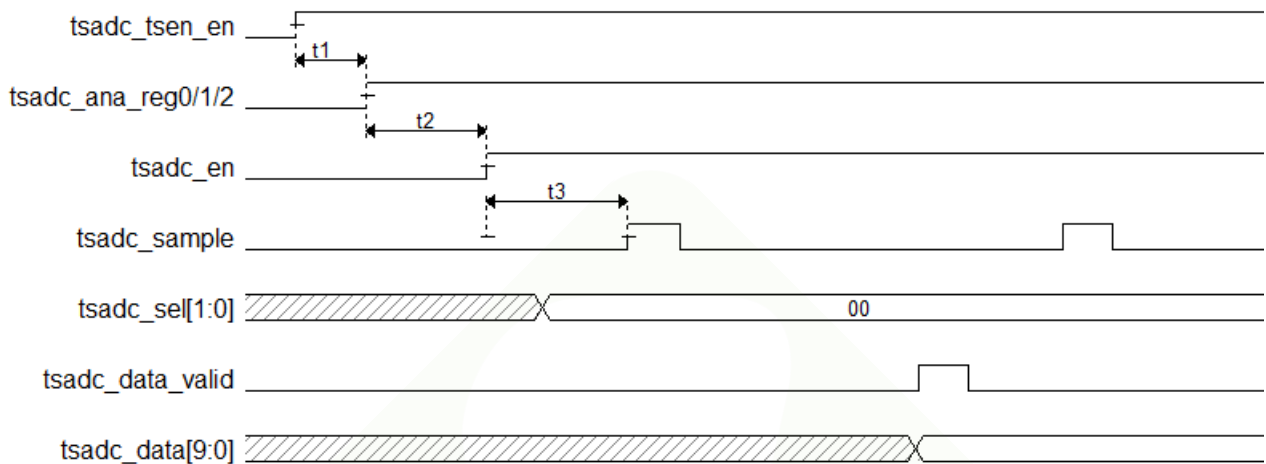 tsadc_tsen_en
t1
tsadc_ana_reg0/1/2
t2
tsadc_en
t3
tsadc_sample
tsadc_sel[1:0]
00
tsadc_data_valid
tsadc_data[9:0]